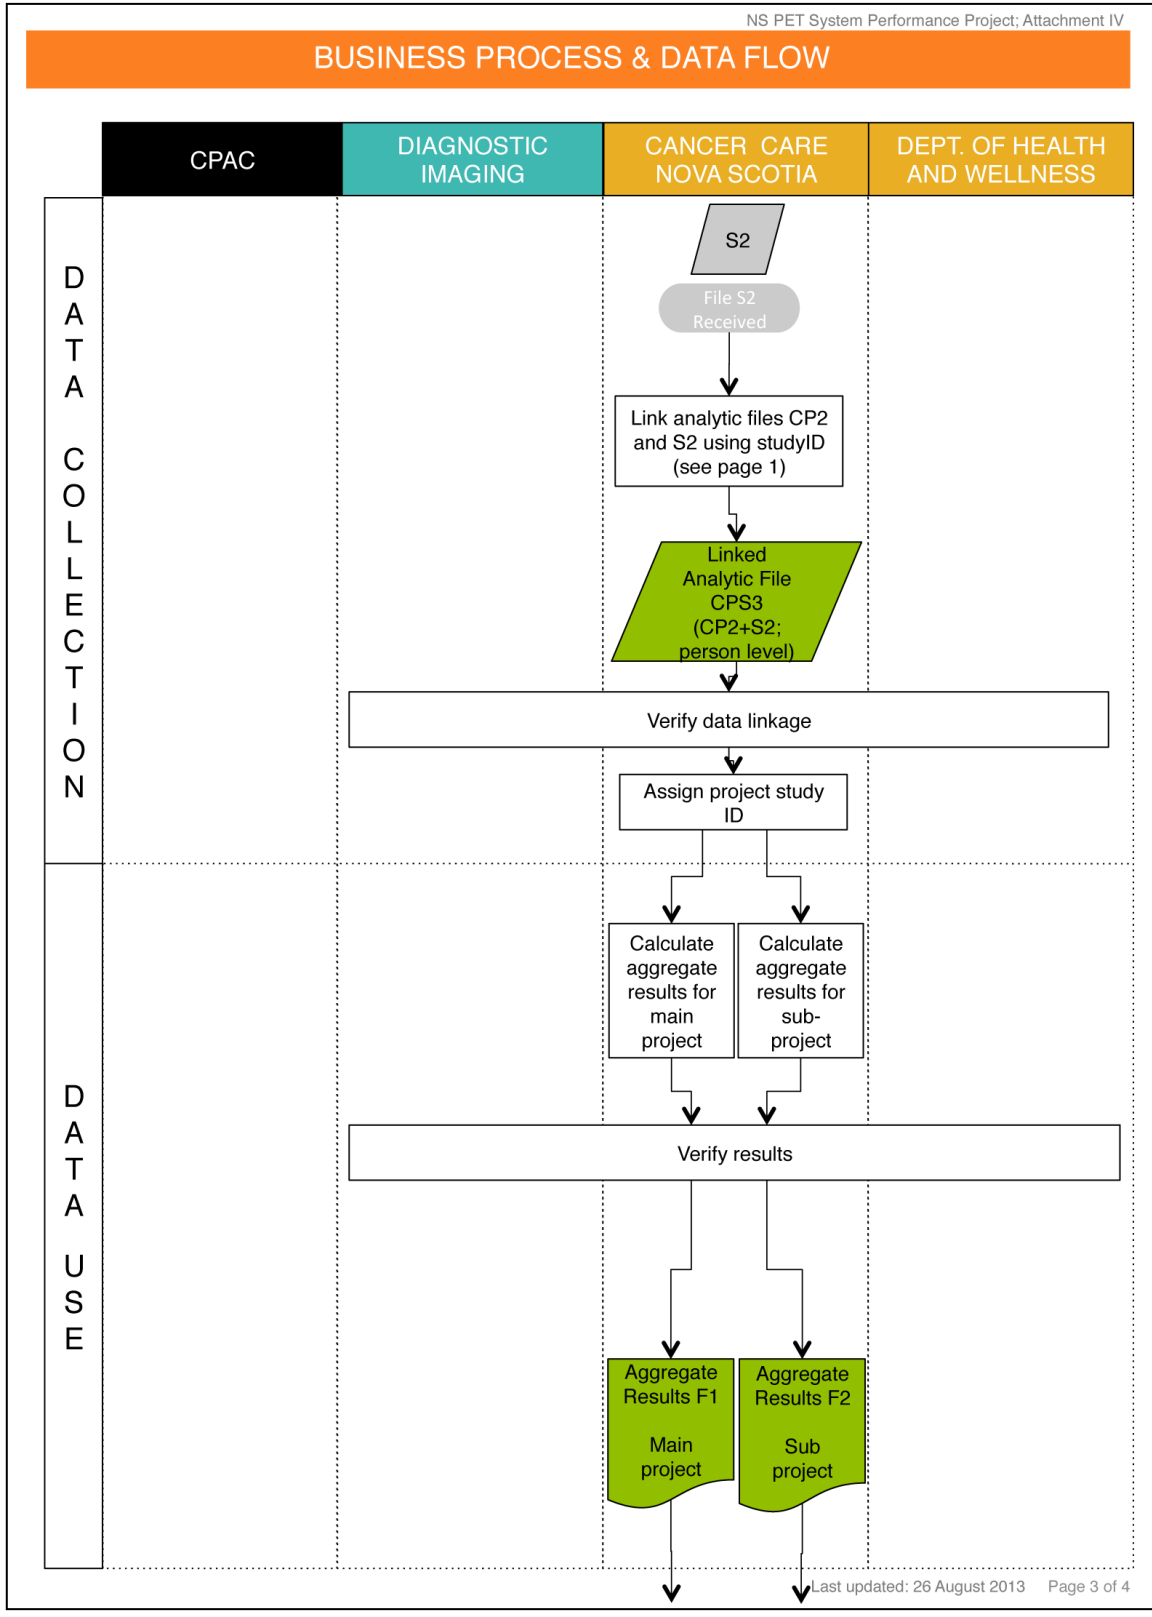 NS PET System Performance Project; Attachment IV
BUSINESS PROCESS & DATA FLOW
CPAC
DIAGNOSTIC
IMAGING
CANCER CARE
NOVA SCOTIA
DEPT. OF HEALTH
AND WELLNESS
DATA COLLECTION
S2
File S2
Received
Link analytic files CP2
and S2 using studyID
(see page 1)
Linked
Analytic File
CPS3
(CP2+S2;
person level)
Verify data linkage
Assign project study
ID
DATA USE
Calculate
aggregate
results for
main
project
Calculate
aggregate
results for
sub-
project
Verify results
Aggregate
Results F1
Main
project
Aggregate
Results F2
Sub
project
Last updated: 26 August 2013 Page 3 of 4